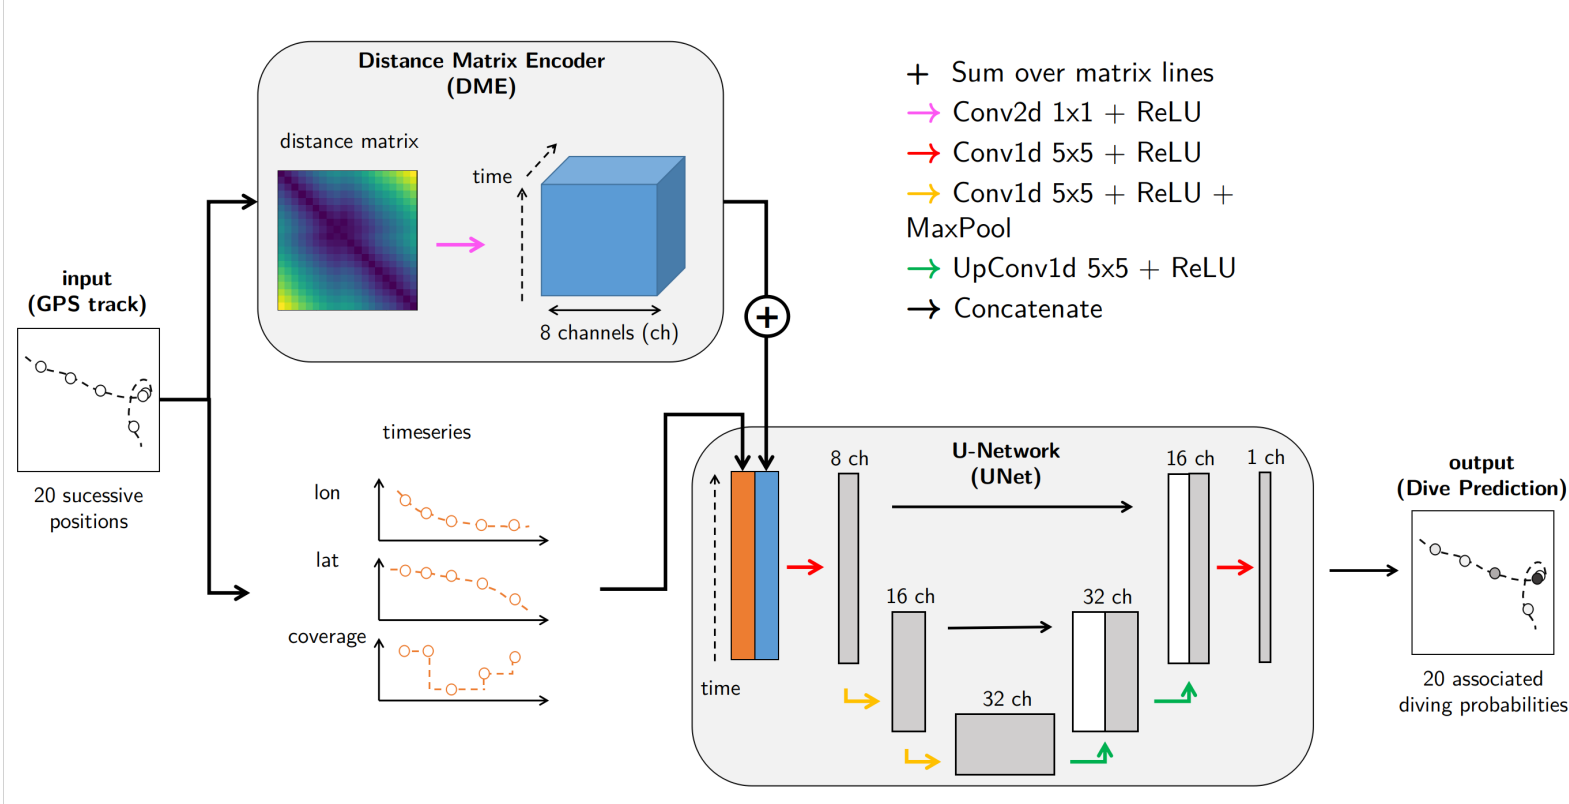 Distance Matrix Encoder
(DME)
distance matrix
time
8 channels (ch)
+ Sum over matrix lines
→ Conv2d 1x1 + ReLU
→ Conv1d 5x5 + ReLU
→ Conv1d 5x5 + ReLU +
MaxPool
→ UpConv1d 5x5 + ReLU
→ Concatenate
input
(GPS track)
20 sucessive
positions
+
timeseries
lon
lat
coverage
U-Network
(UNet)
8 ch
16 ch
32 ch
32 ch
16 ch
1 ch
time
output
(Dive Prediction)
20 associated
diving probabilities